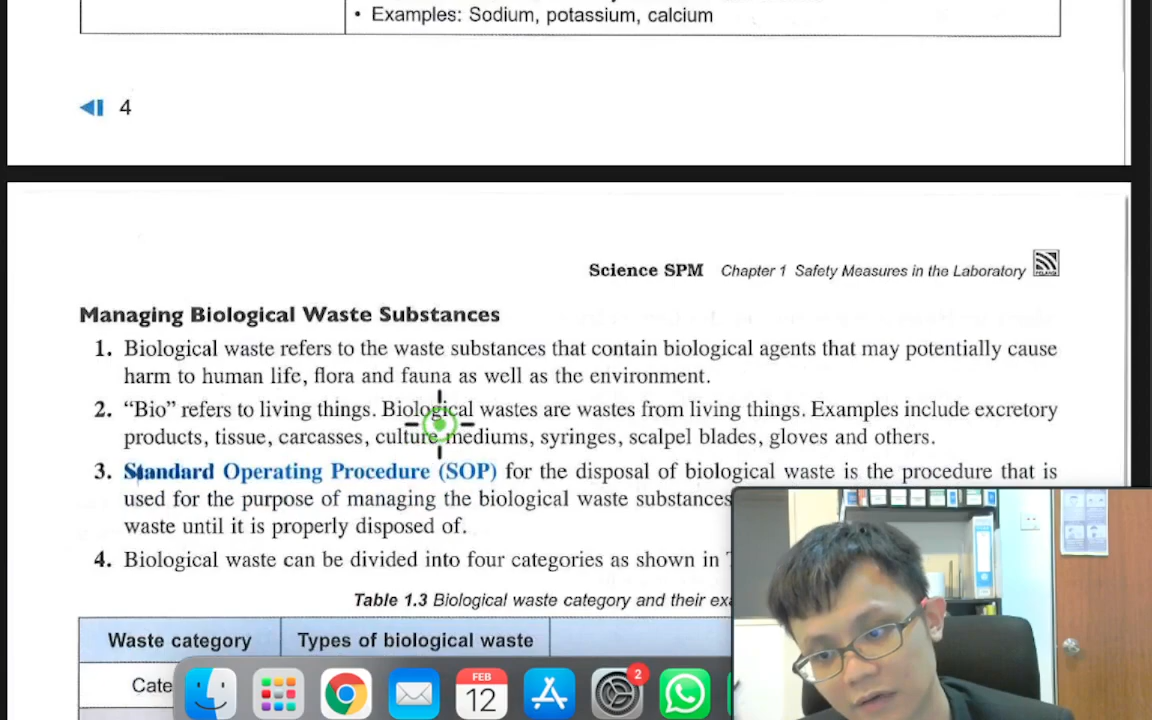 • Examples: Sodium, potassium, calcium
4
Science SPM Chapter 1 Safety Measures in the Laboratory
Managing Biological Waste Substances
1. Biological waste refers to the waste substances that contain biological agents that may potentially cause
harm to human life, flora and fauna as well as the environment.
2. “Bio” refers to living things. Biological wastes are wastes from living things. Examples include excretory
products, tissue, carcasses, culture mediums, syringes, scalpel blades, gloves and others.
3. Standard Operating Procedure (SOP) for the disposal of biological waste is the procedure that is
used for the purpose of managing the biological waste substances
waste until it is properly disposed of.
4. Biological waste can be divided into four categories as shown in
Table 1.3 Biological waste category and their
Waste category Types of biological waste
FEB
12
2